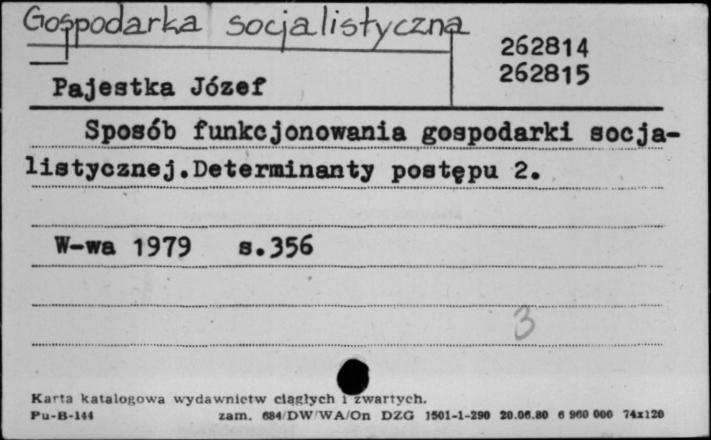 Gospodarka socjalistyczna
262814
262815
Pajestka Józef
Sposób funkcjonowania gospodarki socja-
listycznej.Determinanty postępu 2.
W-wa 1979 s.356
3
Karta katalogowa wydawnictw ciągłych i zwartych.
Pu-B-144 zam. 684/DW/WA/On DZG 1501-1-290 20.06.80 6 960 000 74x120